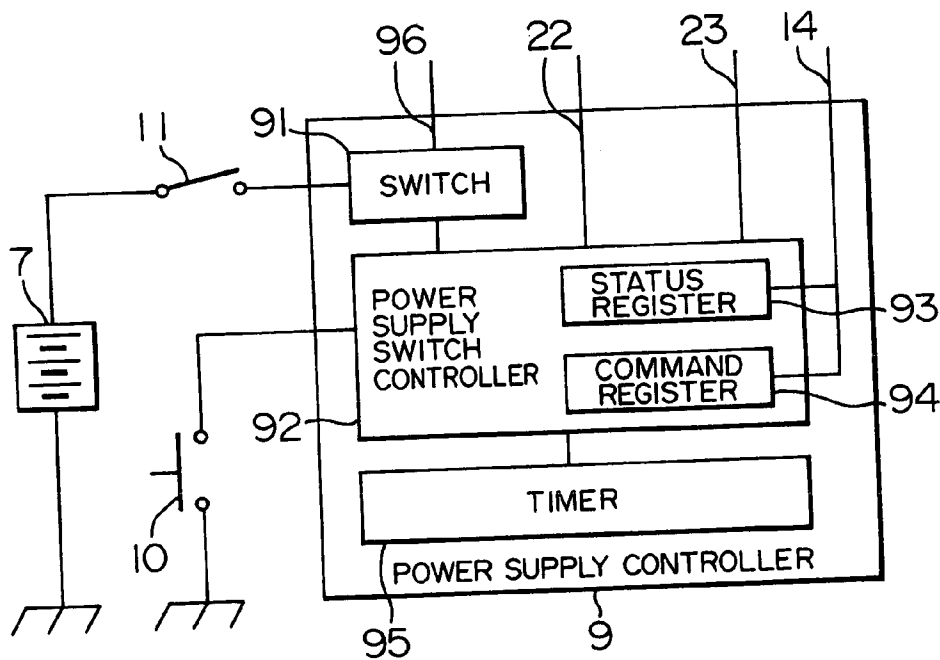 96
22
23
14
91
11
SWITCH
7
POWER
SUPPLY
SWITCH
CONTROLLER
STATUS
REGISTER
93
COMMAND
REGISTER
94
92
TIMER
10
POWER SUPPLY CONTROLLER
95
9